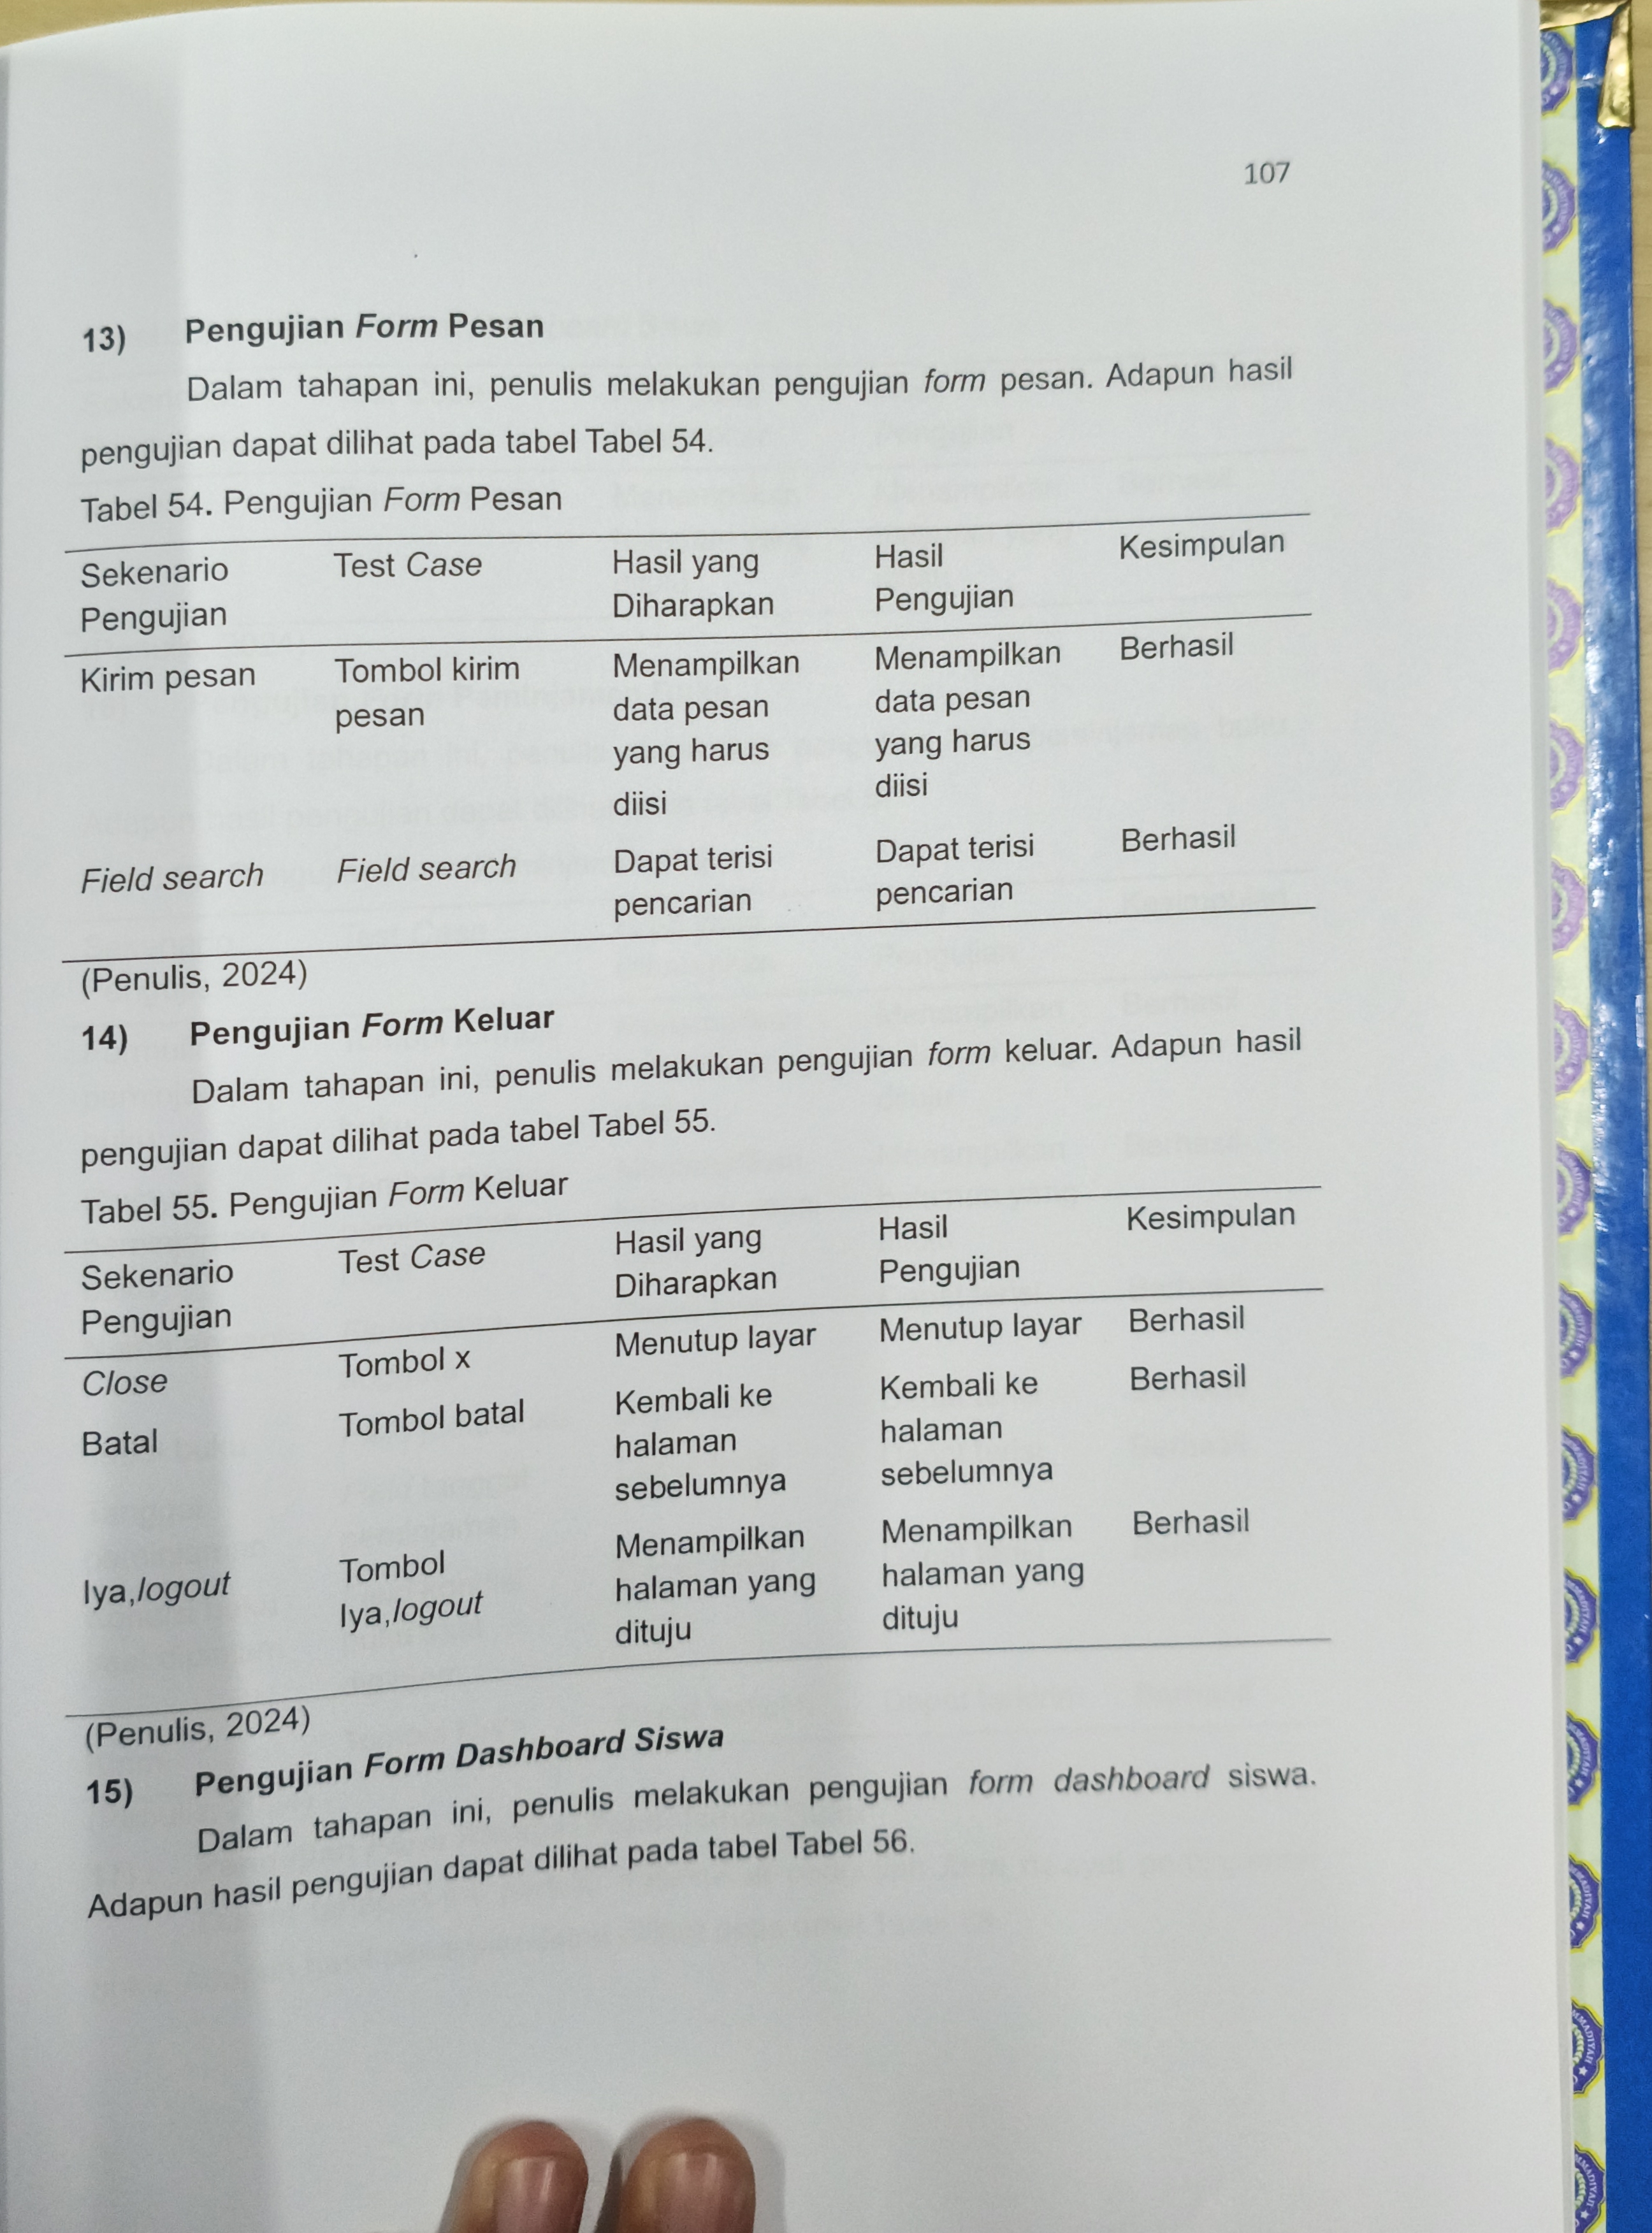 107
13) Pengujian Form Pesan
Dalam tahapan ini, penulis melakukan pengujian form pesan. Adapun hasil
pengujian dapat dilihat pada tabel Tabel 54.
Tabel 54. Pengujian Form Pesan
Sekenario Test Case Hasil yang Hasil Kesimpulan
Pengujian Diharapkan Pengujian
Kirim pesan Tombol kirim Menampilkan Menampilkan Berhasil
pesan data pesan data pesan
yang harus yang harus
diisi diisi
Field search Field search Dapat terisi Dapat terisi Berhasil
pencarian pencarian
(Penulis, 2024)
14) Pengujian Form Keluar
Dalam tahapan ini, penulis melakukan pengujian form keluar. Adapun hasil
pengujian dapat dilihat pada tabel Tabel 55.
Tabel 55. Pengujian Form Keluar
Sekenario Test Case Hasil yang Hasil Kesimpulan
Pengujian Diharapkan Pengujian
Close Tombol x Menutup layar Menutup layar Berhasil
Batal Tombol batal Kembali ke Kembali ke Berhasil
halaman halaman
sebelumnya sebelumnya
Iya,logout Tombol Menampilkan Menampilkan Berhasil
Iya,logout halaman yang halaman yang
dituju dituju
(Penulis, 2024)
15) Pengujian Form Dashboard Siswa
Dalam tahapan ini, penulis melakukan pengujian form dashboard siswa.
Adapun hasil pengujian dapat dilihat pada tabel Tabel 56.